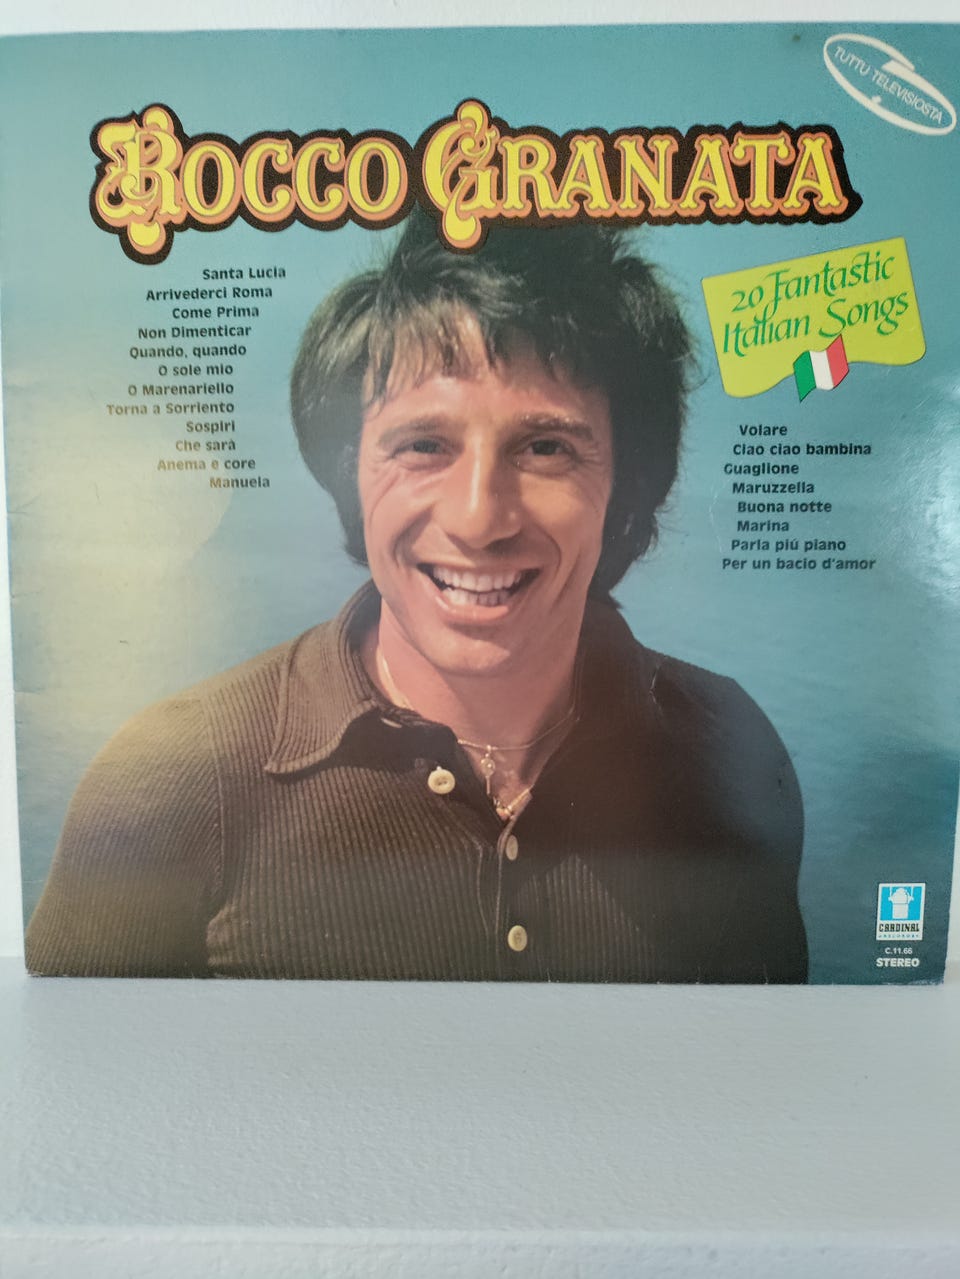 TUTTU TELEVISIOSTA
ROCCO GRANATA
20 Fantastic
Italian Songs
Santa Lucia
Arrivederci Roma
Come Prima
Non Dimenticar
Quando, quando
O sole mio
O Marenariello
Torna a Sorriento
Sospiri
Che sarà
Anema e core
Manuela
Volare
Ciao ciao bambina
Guaglione
Maruzzella
Buona notte
Marina
Parla piú piano
Per un bacio d'amor
CARDINAL
RECORDS
C.11.66
STEREO